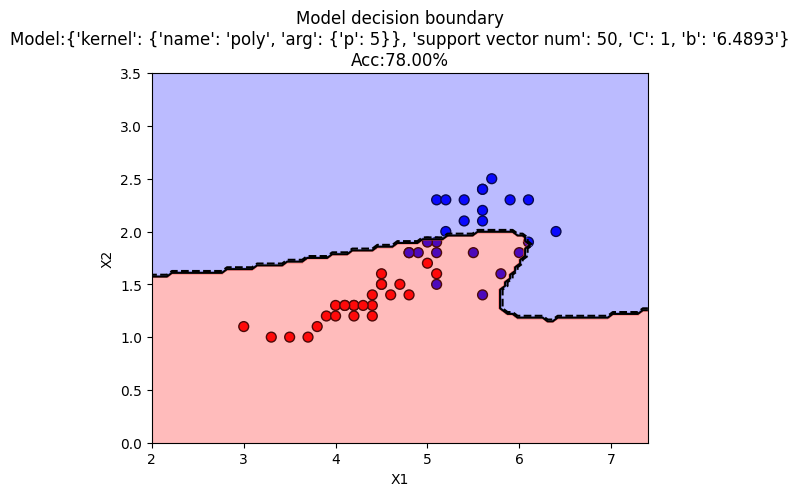 Model decision boundary
Model:{'kernel': {'name': 'poly', 'arg': {'p': 5}}, 'support vector num': 50, 'C': 1, 'b': '6.4893'}
Acc:78.00%
3.5
3.0
2.5
2.0
1.5
1.0
0.5
0.0
X2
2 3 4 5 6 7
X1